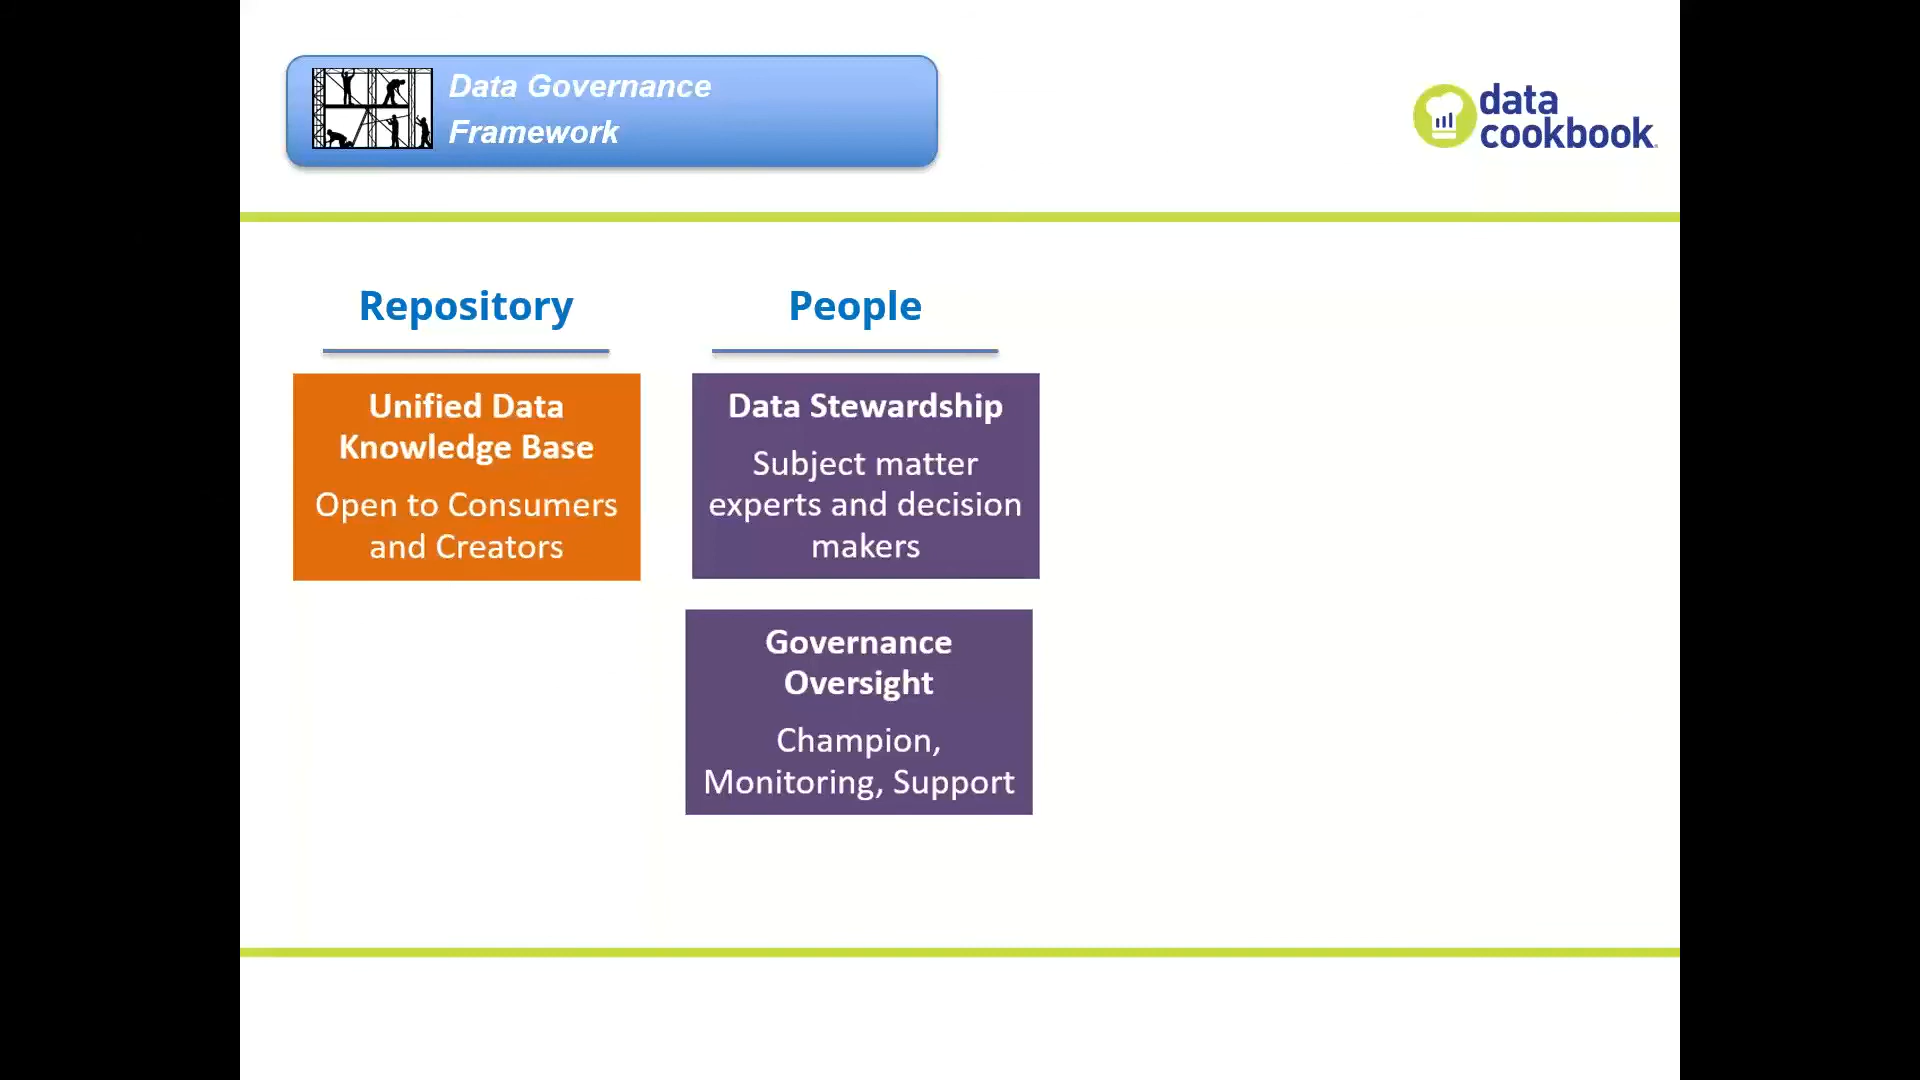 Data Governance
Framework
data
cookbook
Repository
People
Unified Data
Knowledge Base
Open to Consumers
and Creators
Data Stewardship
Subject matter
experts and decision
makers
Governance
Oversight
Champion,
Monitoring, Support